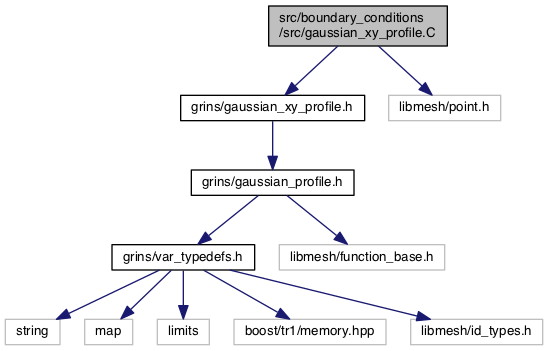 src/boundary_conditions
/src/gaussian_xy_profile.C
grins/gaussian_xy_profile.h
libmesh/point.h
grins/gaussian_profile.h
grins/var_typedefs.h
libmesh/function_base.h
string
map
limits
boost/tr1/memory.hpp
libmesh/id_types.h